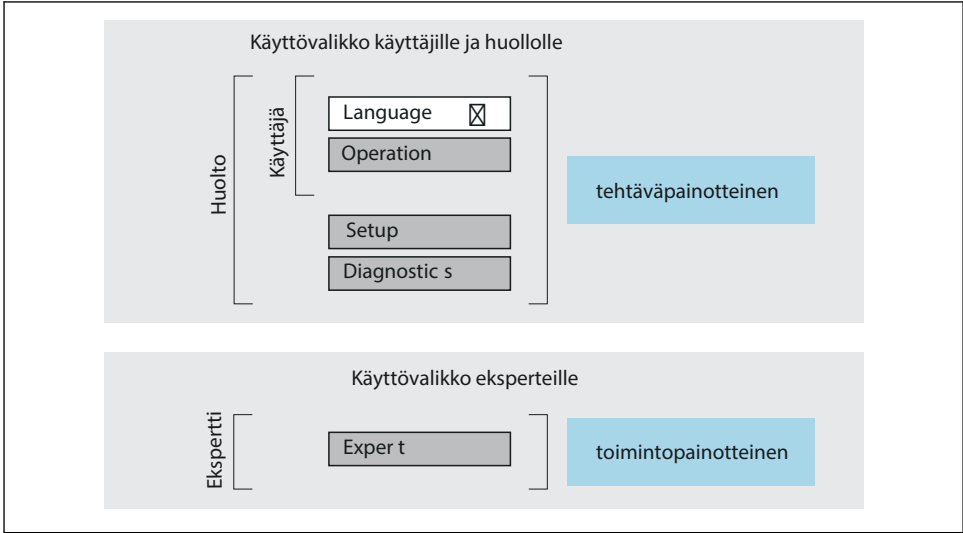 Käyttövalikko käyttäjille ja huollolle
Huolto
Käyttäjä
Language ☒
Operation
Setup
Diagnostic s
tehtäväpainotteinen
Käyttövalikko eksperteille
Ekspertti
Exper t
toimintopainotteinen